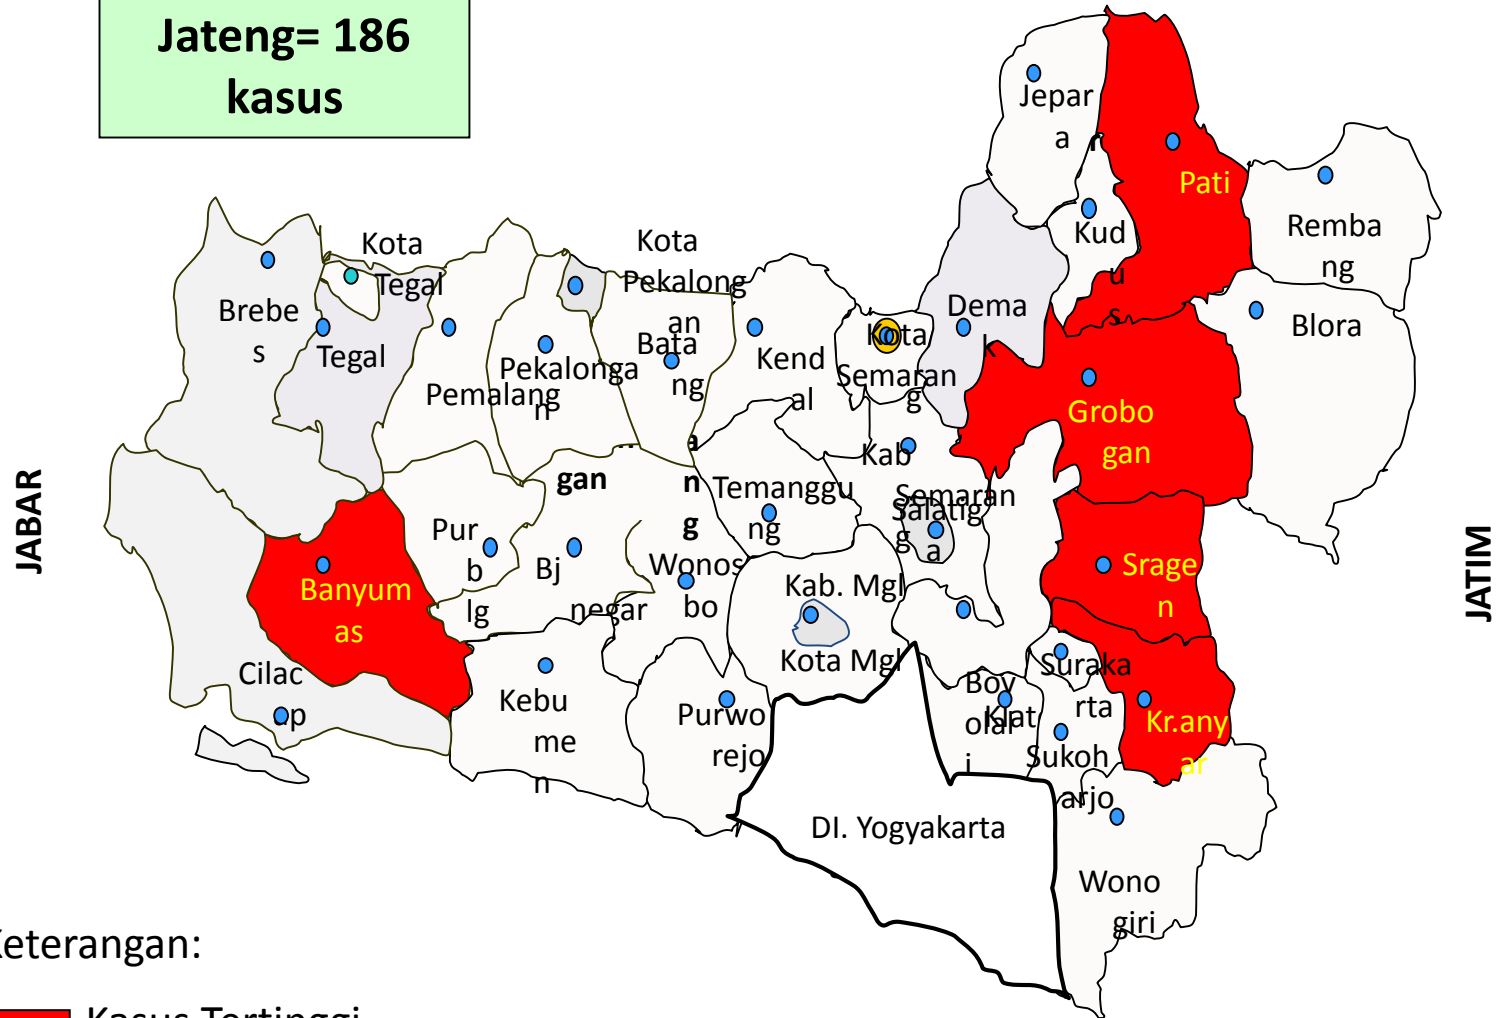 Jateng= 186
kasus
Jepar
a
r
Pati
Kud
u
s
Remba
ng
Blora
Kota
Tegal
Kota
Pekalong
an
Brebe
s
Tegal
Pemalang
Pekalonga
n
Bata
ng
Kend
al
Kota
Semaran
g
Dema
k
Grobo
gan
gan
a
n
g
Temanggu
ng
Kab
Semaran
g
Salatig
a
JABAR
JATIM
Banyum
as
Pur
b
lg
Bj
negar
Wonos
bo
Kab. Mgl
Kota Mgl
Srage
n
Cilac
ap
Kebu
me
n
Purwo
rejo
Boy
olal
i
Klat
Suraka
rta
Sukoh
arjo
Kr.any
ar
DI. Yogyakarta
Wono
giri
Keterangan:
Kasus Tertinggi